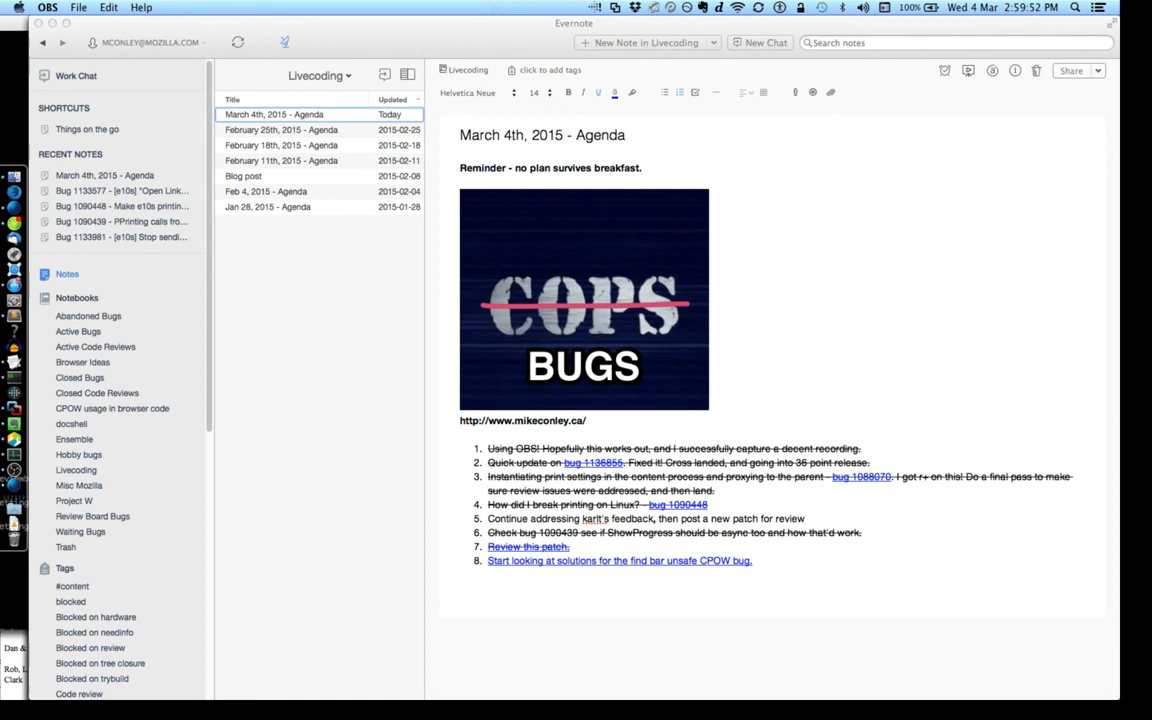 OBS File Edit Help
100% Wed 4 Mar 2:59:52 PM
Evernote
MCONLEY@MOZILLA.COM
+ New Note in Livecoding
New Chat
Search notes
Work Chat
SHORTCUTS
Things on the go
RECENT NOTES
March 4th, 2015 - Agenda
Bug 1133577 - [e10s] "Open Link...
Bug 1090448 - Make e10s printin...
Bug 1090439 - PPrinting calls fro...
Bug 1133981 - [e10s] Stop sendi...
Notes
Notebooks
Abandoned Bugs
Active Bugs
Active Code Reviews
Browser Ideas
Closed Bugs
Closed Code Reviews
CPOW usage in browser code
docshell
Ensemble
Hobby bugs
Livecoding
Misc Mozilla
Project W
Review Board Bugs
Waiting Bugs
Trash
Tags
#content
blocked
Blocked on hardware
Blocked on needinfo
Blocked on review
Blocked on tree closure
Blocked on trybuild
Code review
Livecoding
Title Updated
March 4th, 2015 - Agenda Today
February 25th, 2015 - Agenda 2015-02-25
February 18th, 2015 - Agenda 2015-02-18
February 11th, 2015 - Agenda 2015-02-11
Blog post 2015-02-08
Feb 4, 2015 - Agenda 2015-02-04
Jan 28, 2015 - Agenda 2015-01-28
Livecoding click to add tags
Share
Helvetica Neue 14 B I U a
March 4th, 2015 - Agenda
Reminder - no plan survives breakfast.
COPS
BUGS
http://www.mikeconley.ca/
1. Using OBS! Hopefully this works out, and I successfully capture a decent recording.
2. Quick update on bug 1136855. Fixed it! Cross landed, and going into 36 point release.
3. Instantiating print settings in the content process and proxying to the parent - bug 1088070. I got r+ on this! Do a final pass to make
sure review issues were addressed, and then land.
4. How did I break printing on Linux? - bug 1090448
5. Continue addressing karlt's feedback, then post a new patch for review
6. Check bug 1090439 see if ShowProgress should be async too and how that'd work.
7. Review this patch.
8. Start looking at solutions for the find bar unsafe CPOW bug.
Dan &
Rob, L
Clark